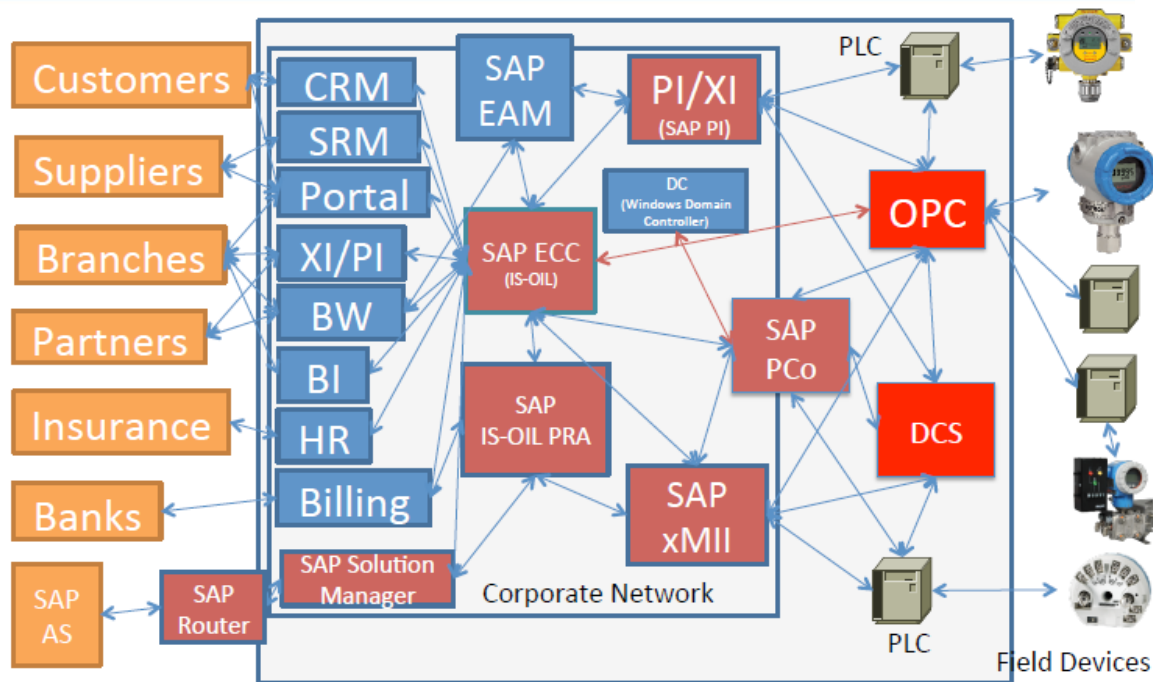 Customers
Suppliers
Branches
Partners
Insurance
Banks
SAP
AS
SAP
Router
CRM
SRM
Portal
XI/PI
BW
BI
HR
Billing
SAP Solution
Manager
SAP
EAM
PI/XI
(SAP PI)
DC
(Windows Domain
Controller)
SAP ECC
(IS-OIL)
SAP
IS-OIL PRA
SAP
xMII
Corporate Network
SAP
PCo
PLC
OPC
DCS
PLC
Field Devices